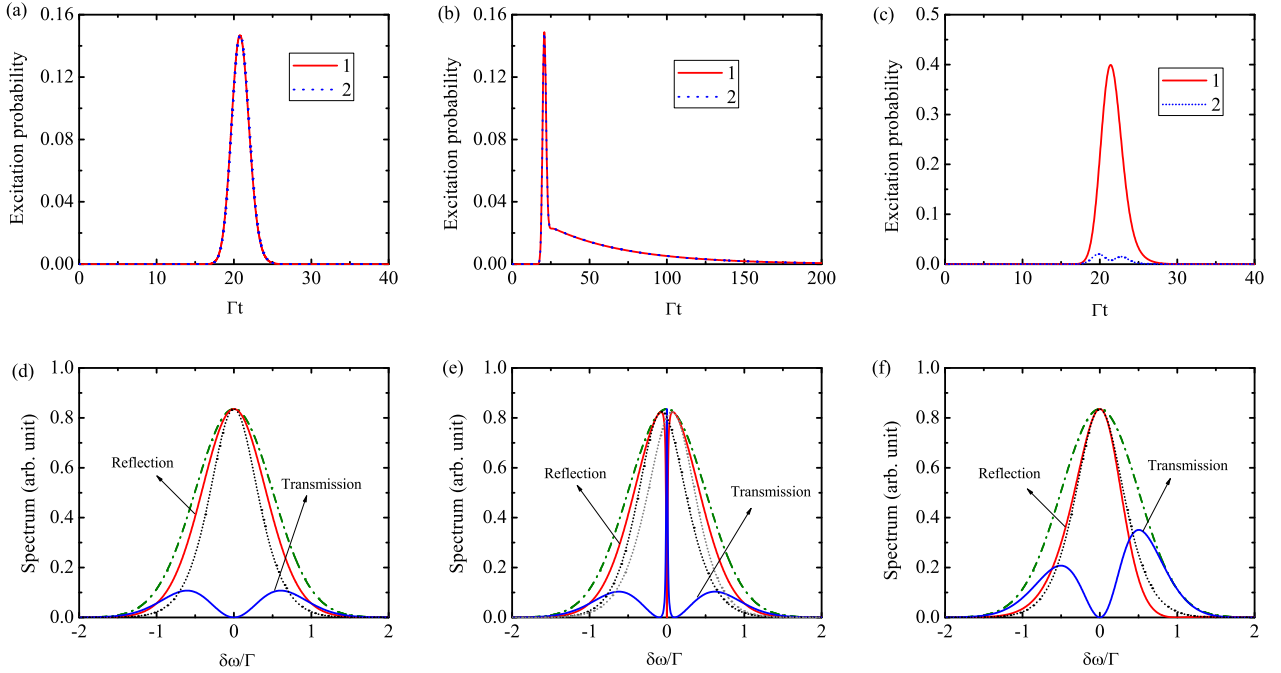 (a)
0.16
0.12
0.08
0.04
0.00
Excitation probability
1
2
0 10 20 30 40
Γt
(b)
0.16
0.12
0.08
0.04
0.00
Excitation probability
1
2
0 50 100 150 200
Γt
(c)
0.5
0.4
0.3
0.2
0.1
0.0
Excitation probability
1
2
0 10 20 30 40
Γt
(d)
1.0
0.8
0.6
0.4
0.2
0.0
Spectrum (arb. unit)
Reflection
Transmission
-2 -1 0 1 2
δω/Γ
(e)
1.0
0.8
0.6
0.4
0.2
0.0
Spectrum (arb. unit)
Reflection
Transmission
-2 -1 0 1 2
δω/Γ
(f)
1.0
0.8
0.6
0.4
0.2
0.0
Spectrum (arb. unit)
Reflection
Transmission
-2 -1 0 1 2
δω/Γ